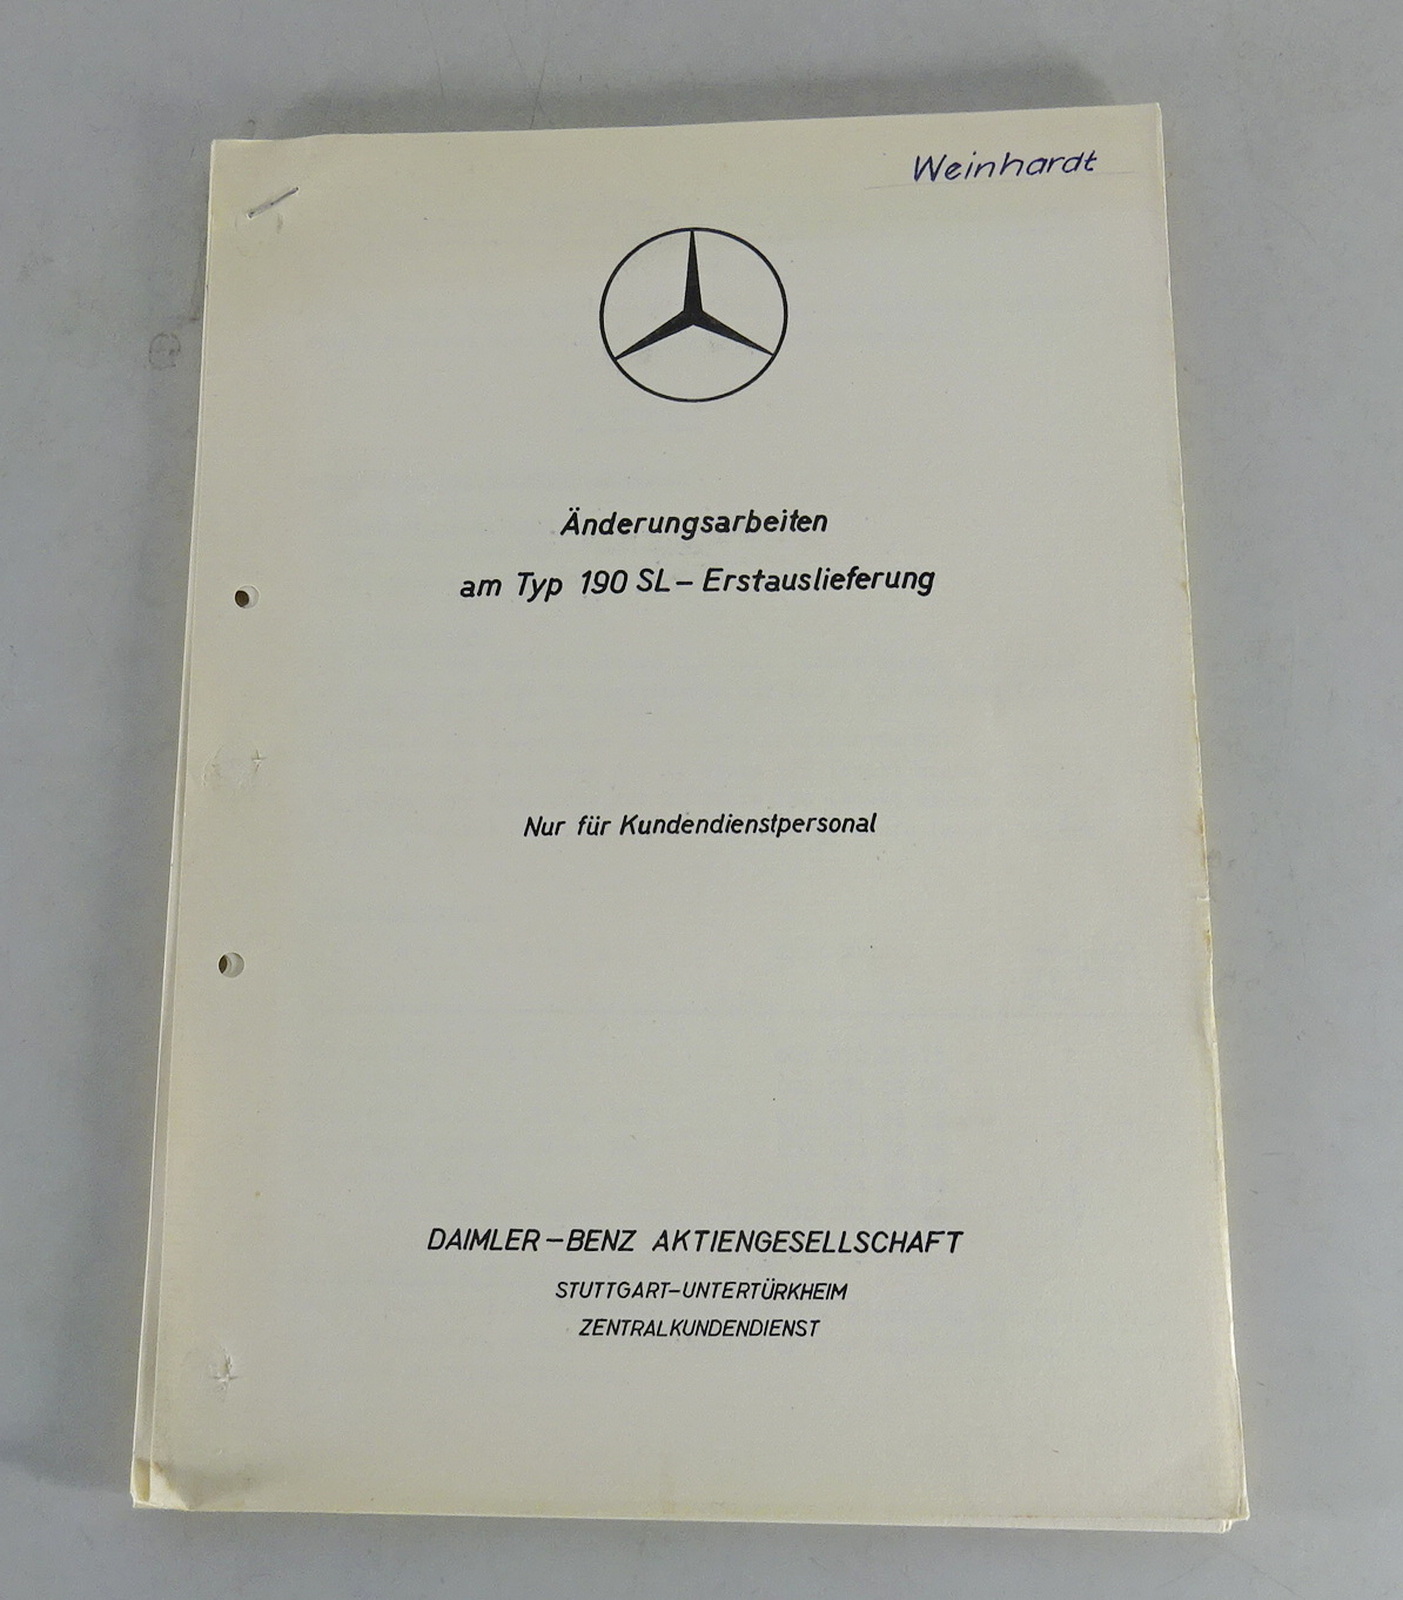 Weinhardt
Änderungsarbeiten
am Typ 190 SL – Erstauslieferung
Nur für Kundendienstpersonal
DAIMLER – BENZ AKTIENGESELLSCHAFT
STUTTGART–UNTERTÜRKHEIM
ZENTRALKUNDENDIENST